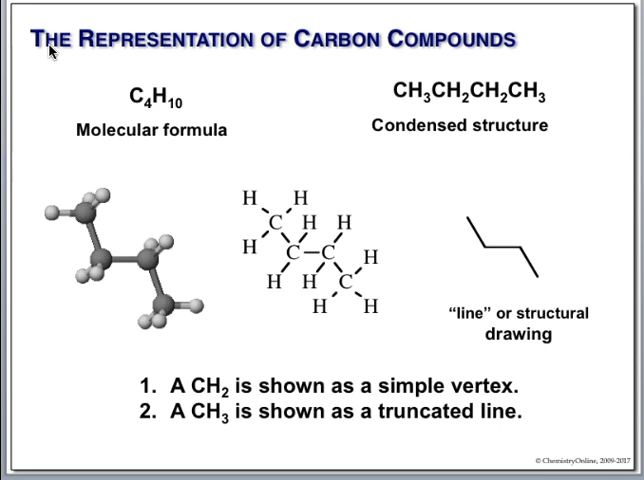 THE REPRESENTATION OF CARBON COMPOUNDS
C4H10
Molecular formula
CH3CH2CH2CH3
Condensed structure
H H
C H H
H C–C H
H H C
H H
“line” or structural
drawing
1. A CH2 is shown as a simple vertex.
2. A CH3 is shown as a truncated line.
© ChemistryOnline, 2009-2017